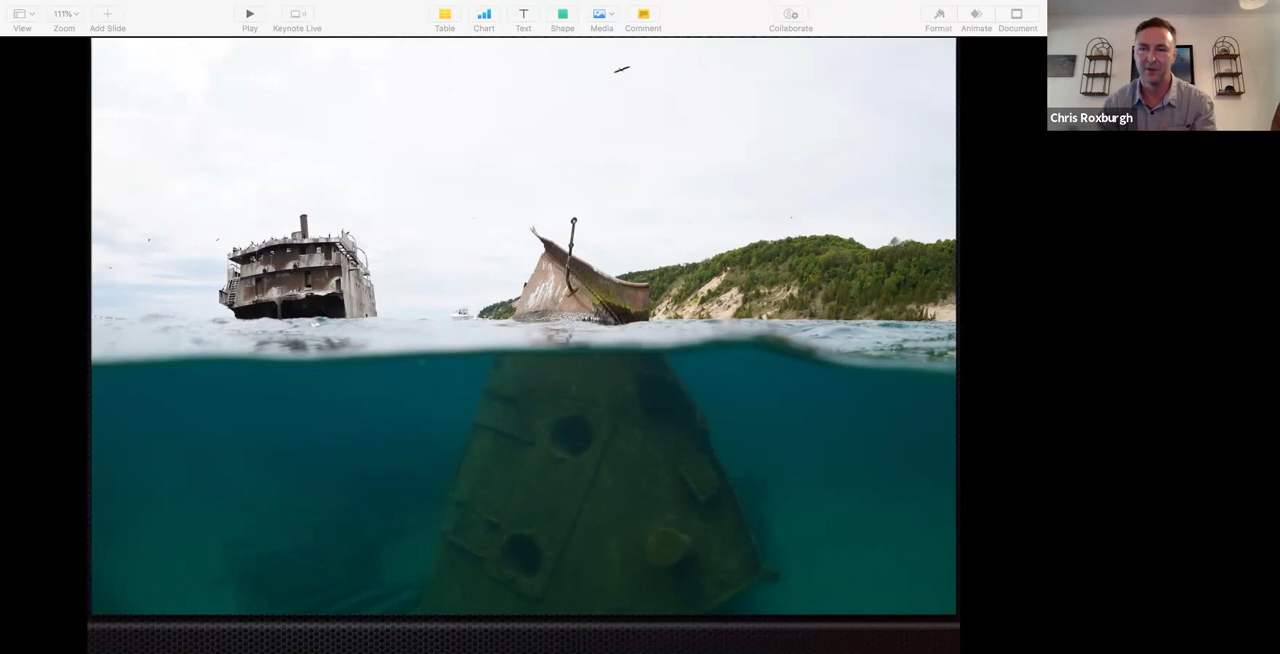 View
111%
Zoom
Add Slide
Play
Keynote Live
Table
Chart
Text
Shape
Media
Comment
Collaborate
Format
Animate
Document
Chris Roxburgh